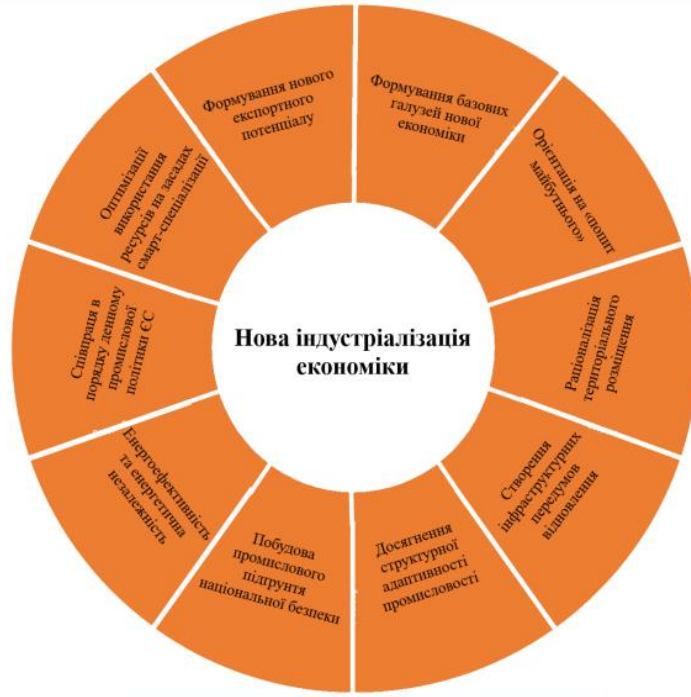 Формування нового
експортного
потенціалу
Формування базових
галузей нової
економіки
Орієнтація на «попит
майбутнього»
Раціоналізація
територіального
розміщення
Створення
інфраструктурних
передумов
відновлення
Досягнення
структурної
адаптивності
промисловості
Побудова
промислового
підґрунтя
національної безпеки
Енергоефективність
та енергетична
незалежність
Співпраця в
порядку денному
промислової
політики ЄС
Оптимізації
використання
ресурсів на засадах
смарт-спеціалізації
Нова індустріалізація
економіки